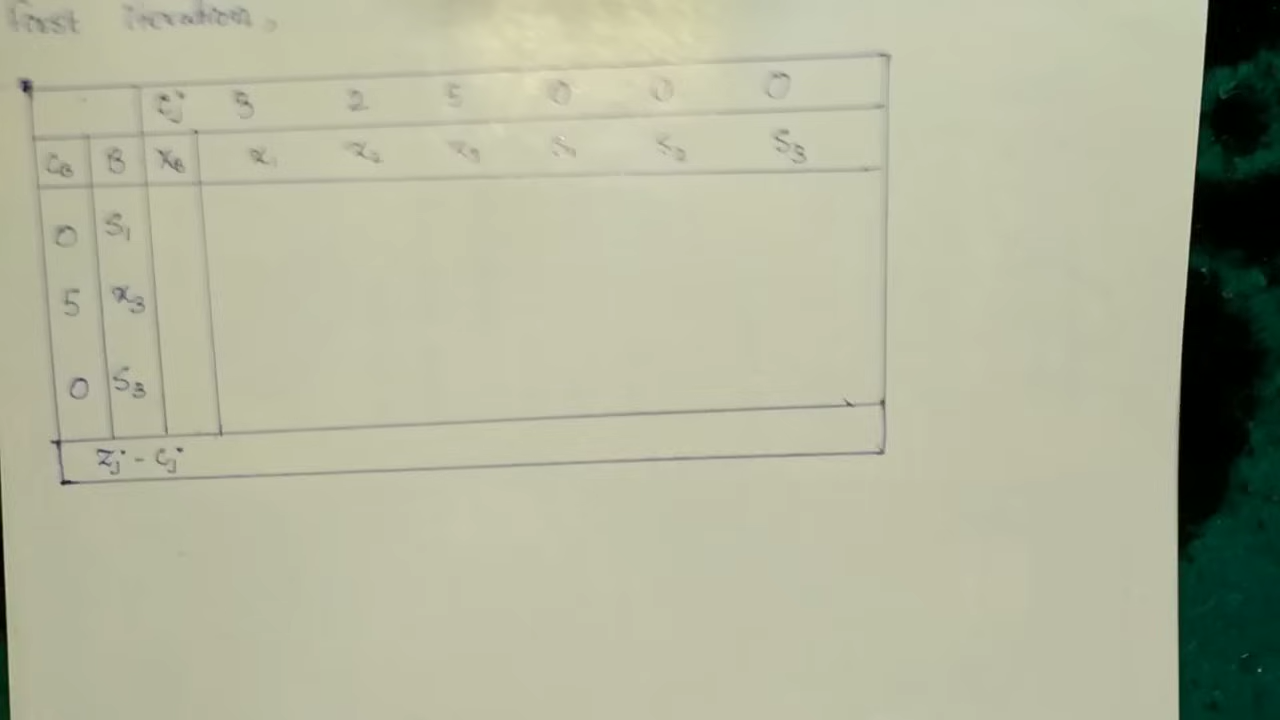 First iteration,
Cj 3 2 5 0 0 0
CB B XB x1 x2 x3 S1 S2 S3
0 S1
5 x3
0 S3
Zj - Cj